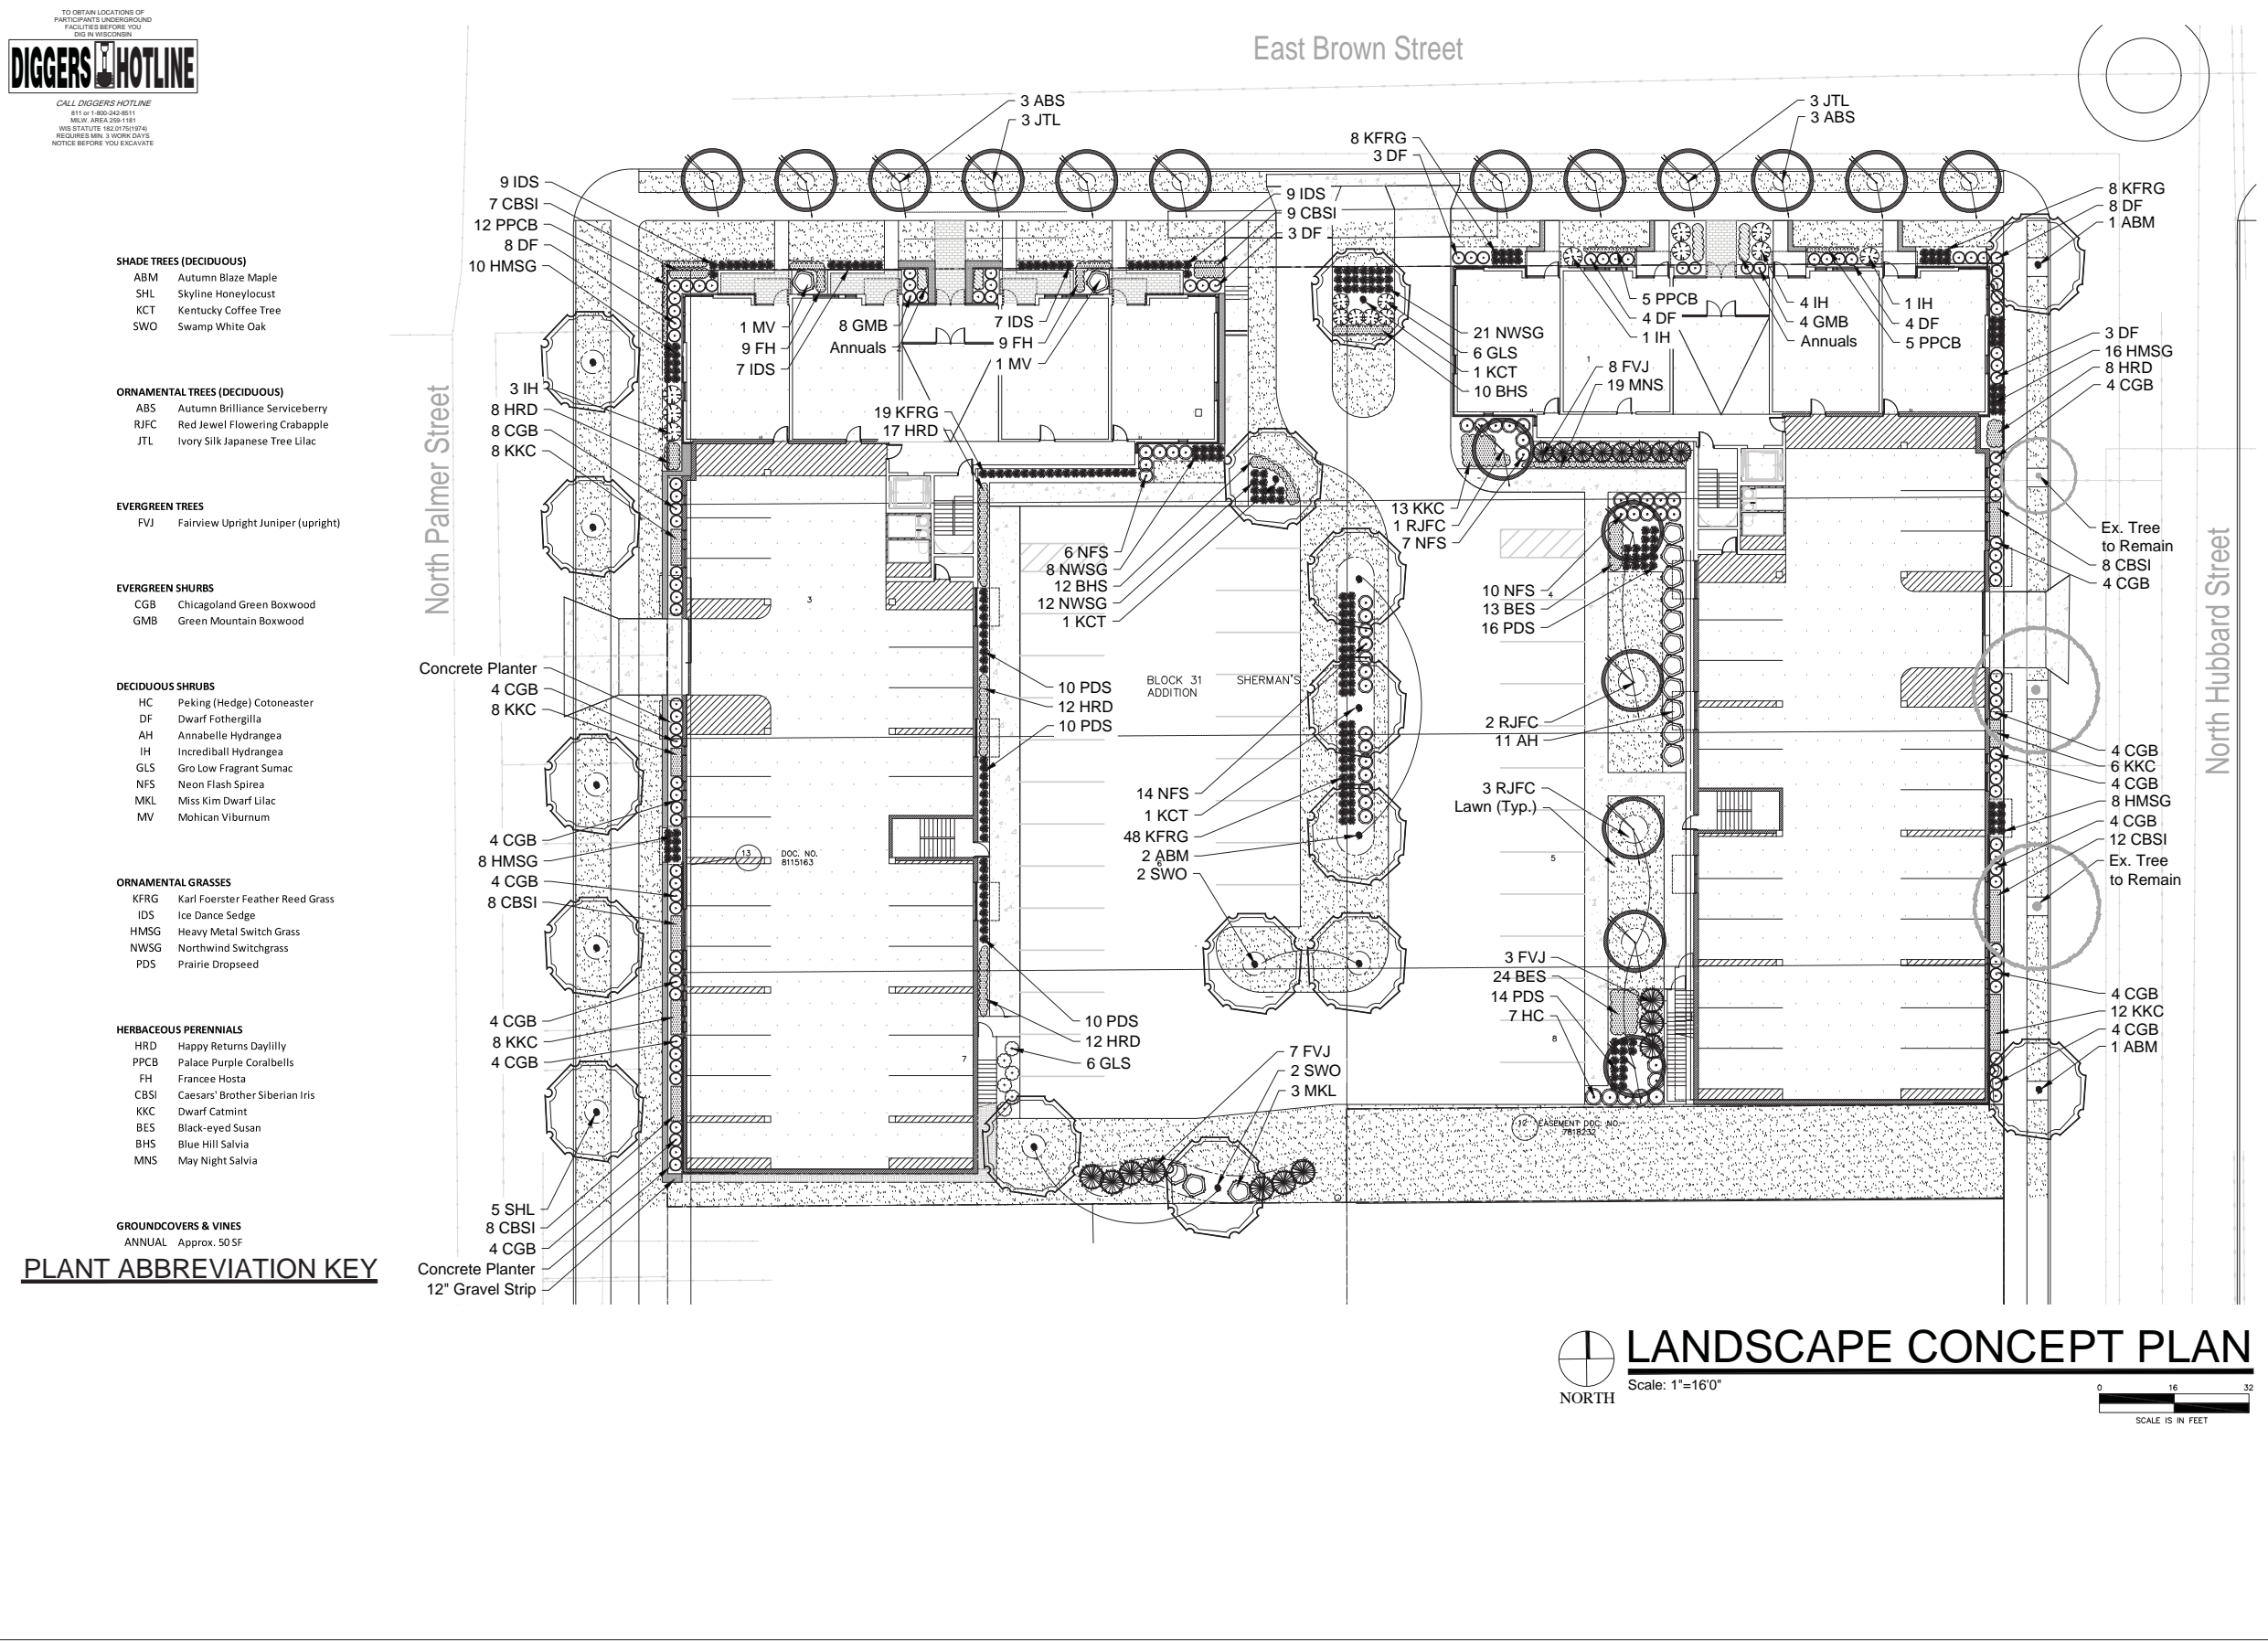 TO OBTAIN LOCATIONS OF
PARTICIPANTS UNDERGROUND
FACILITIES BEFORE YOU
DIG IN WISCONSIN
DIGGERS HOTLINE
CALL DIGGERS HOTLINE
811 or 1-800-242-8511
MILW. AREA 259-1181
WIS STATUTE 182.0175(1974)
REQUIRES MIN. 3 WORK DAYS
NOTICE BEFORE YOU EXCAVATE
SHADE TREES (DECIDUOUS)
ABM Autumn Blaze Maple
SHL Skyline Honeylocust
KCT Kentucky Coffee Tree
SWO Swamp White Oak
ORNAMENTAL TREES (DECIDUOUS)
ABS Autumn Brilliance Serviceberry
RJFC Red Jewel Flowering Crabapple
JTL Ivory Silk Japanese Tree Lilac
EVERGREEN TREES
FVJ Fairview Upright Juniper (upright)
EVERGREEN SHURBS
CGB Chicagoland Green Boxwood
GMB Green Mountain Boxwood
DECIDUOUS SHRUBS
HC Peking (Hedge) Cotoneaster
DF Dwarf Fothergilla
AH Annabelle Hydrangea
IH Incrediball Hydrangea
GLS Gro Low Fragrant Sumac
NFS Neon Flash Spirea
MKL Miss Kim Dwarf Lilac
MV Mohican Viburnum
ORNAMENTAL GRASSES
KFRG Karl Foerster Feather Reed Grass
IDS Ice Dance Sedge
HMSG Heavy Metal Switch Grass
NWSG Northwind Switchgrass
PDS Prairie Dropseed
HERBACEOUS PERENNIALS
HRD Happy Returns Daylilly
PPCB Palace Purple Coralbells
FH Francee Hosta
CBSI Caesars' Brother Siberian Iris
KKC Dwarf Catmint
BES Black-eyed Susan
BHS Blue Hill Salvia
MNS May Night Salvia
GROUNDCOVERS & VINES
ANNUAL Approx. 50 SF
PLANT ABBREVIATION KEY
East Brown Street
North Palmer Street
North Hubbard Street
3 ABS
3 JTL
3 JTL
3 ABS
8 KFRG
3 DF
9 IDS
7 CBSI
12 PPCB
8 DF
10 HMSG
9 IDS
9 CBSI
3 DF
8 KFRG
8 DF
1 ABM
1 MV
9 FH
7 IDS
8 GMB
Annuals
7 IDS
9 FH
1 MV
21 NWSG
6 GLS
1 KCT
10 BHS
5 PPCB
4 DF
1 IH
4 IH
4 GMB
Annuals
1 IH
4 DF
5 PPCB
1
8 FVJ
19 MNS
3 DF
16 HMSG
8 HRD
4 CGB
3 IH
8 HRD
8 CGB
8 KKC
19 KFRG
17 HRD
6 NFS
8 NWSG
12 BHS
12 NWSG
1 KCT
13 KKC
1 RJFC
7 NFS
Ex. Tree
to Remain
8 CBSI
4 CGB
10 NFS
13 BES
16 PDS
4
3
Concrete Planter
4 CGB
8 KKC
10 PDS
12 HRD
10 PDS
BLOCK 31
ADDITION
SHERMAN'S
2 RJFC
11 AH
3 RJFC
Lawn (Typ.)
14 NFS
1 KCT
48 KFRG
2 ABM
6
2 SWO
4 CGB
6 KKC
4 CGB
8 HMSG
4 CGB
12 CBSI
Ex. Tree
to Remain
4 CGB
8 HMSG
4 CGB
8 CBSI
13
DOC. NO.
8115163
5
3 FVJ
24 BES
14 PDS
7 HC
8
4 CGB
8 KKC
4 CGB
10 PDS
12 HRD
6 GLS
7
7 FVJ
2 SWO
3 MKL
4 CGB
12 KKC
4 CGB
1 ABM
12
EASEMENT DOC. NO.
7818232
5 SHL
8 CBSI
4 CGB
Concrete Planter
12" Gravel Strip
NORTH
LANDSCAPE CONCEPT PLAN
Scale: 1"=16'0"
0 16 32
SCALE IS IN FEET